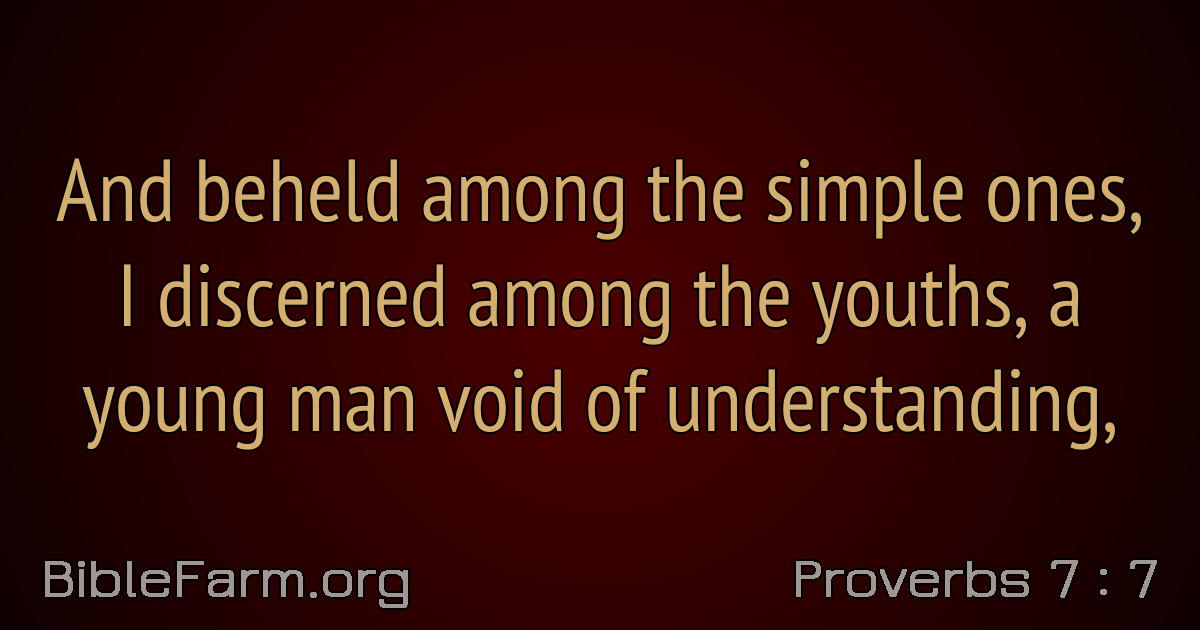 And beheld among the simple ones,
I discerned among the youths, a
young man void of understanding,
BibleFarm.org
Proverbs 7 : 7